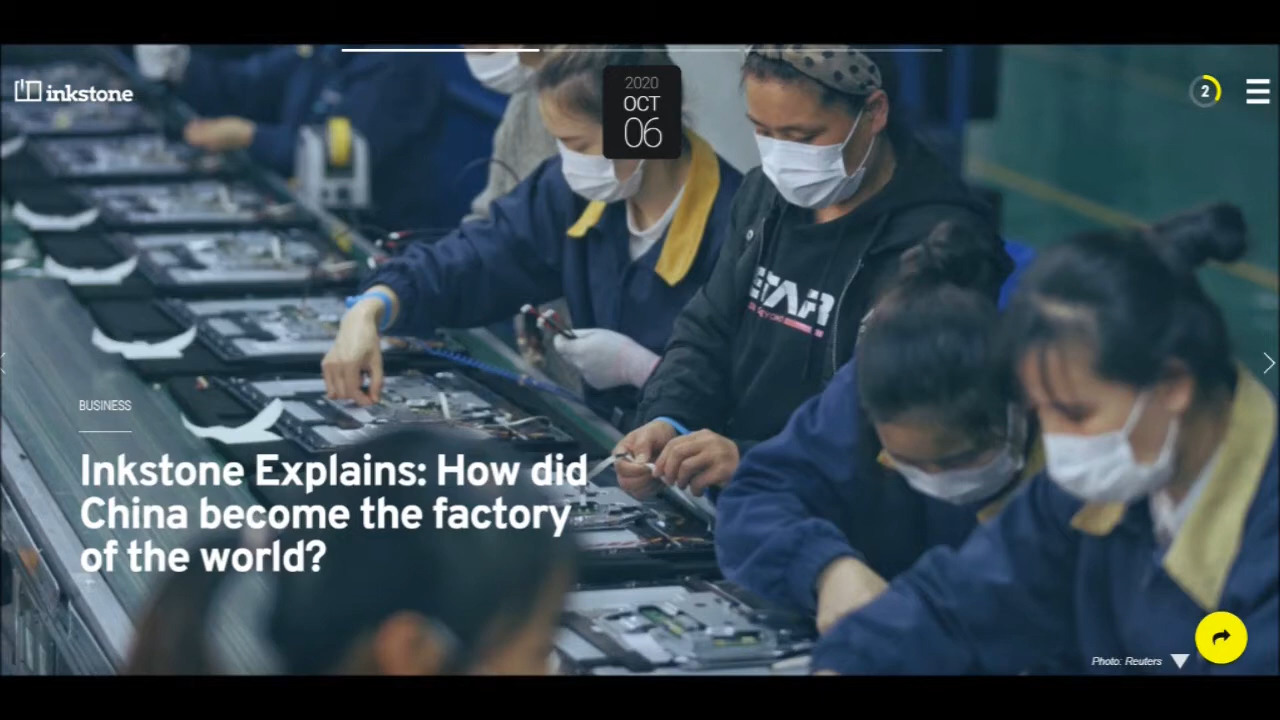 inkstone
2020
OCT
06
2
BUSINESS
Inkstone Explains: How did
China become the factory
of the world?
STAR
Photo: Reuters